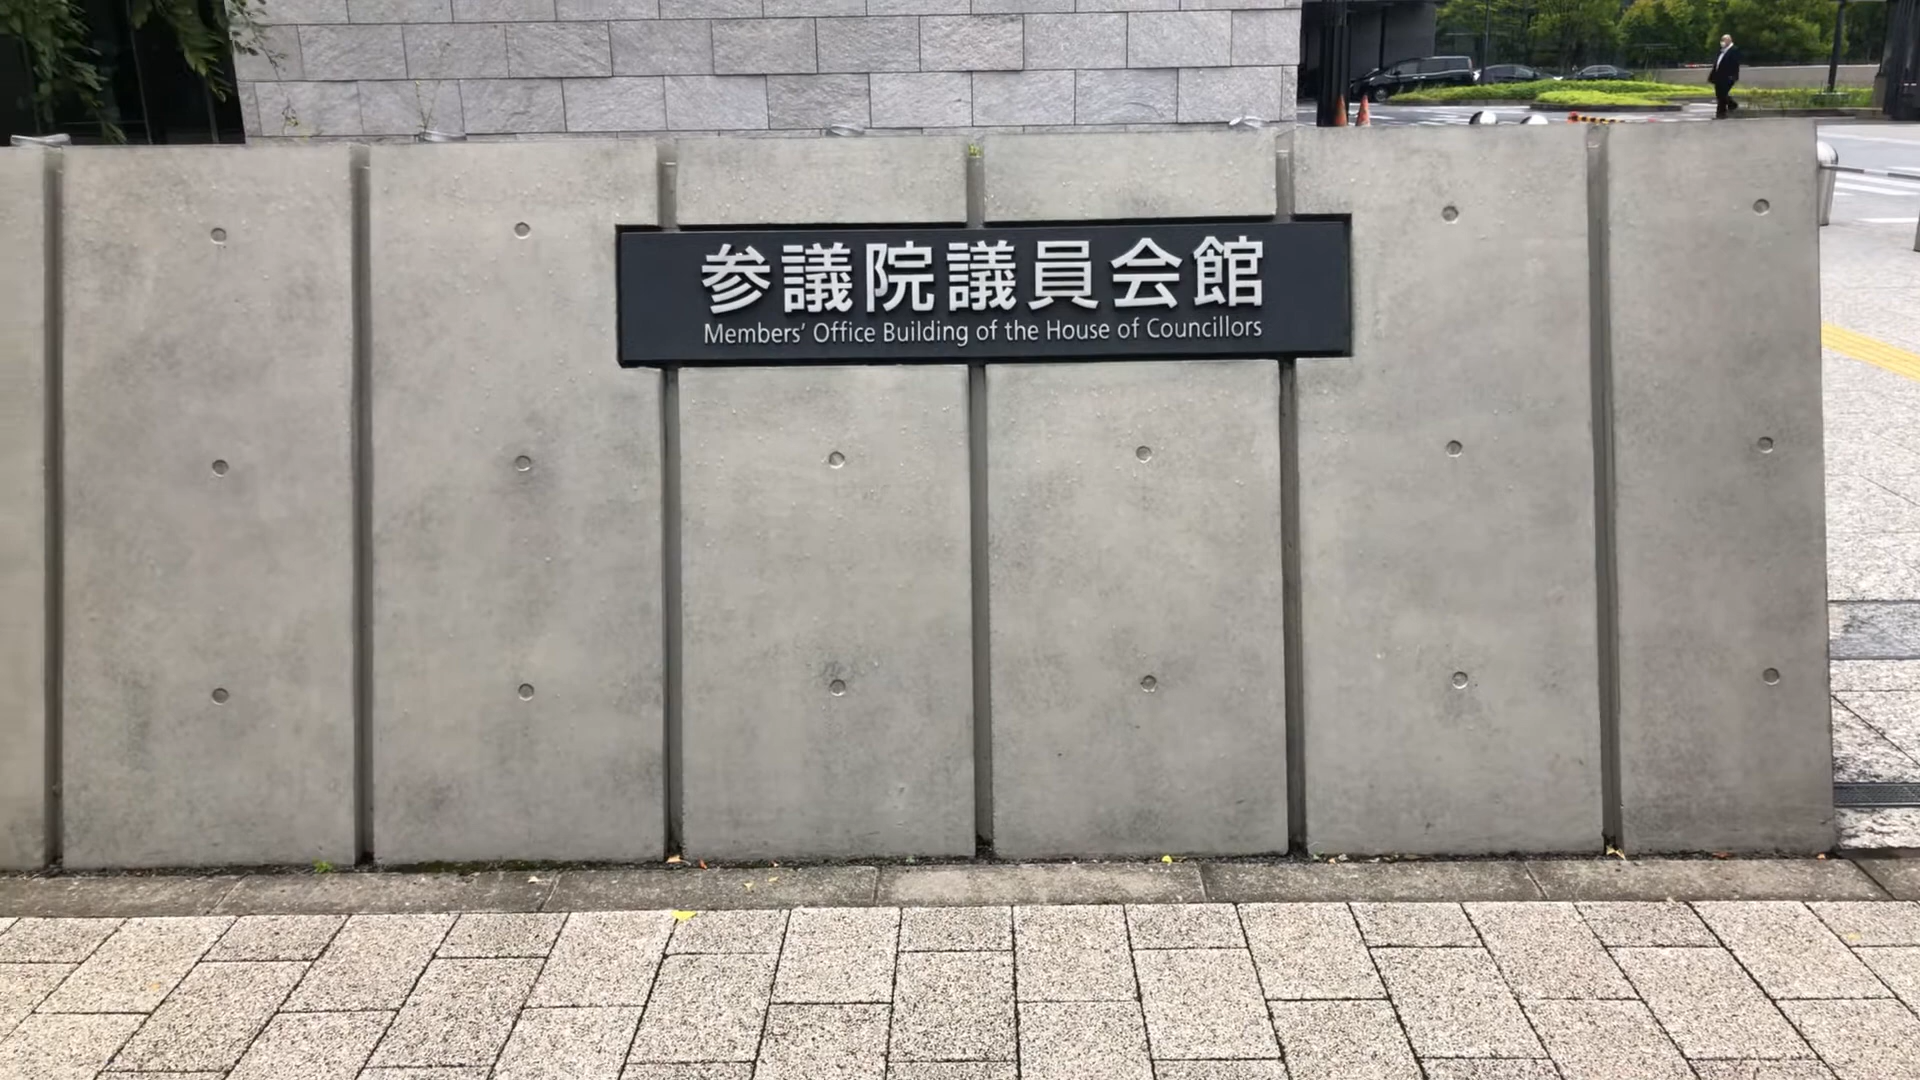 参議院議員会館
Members’ Office Building of the House of Councillors